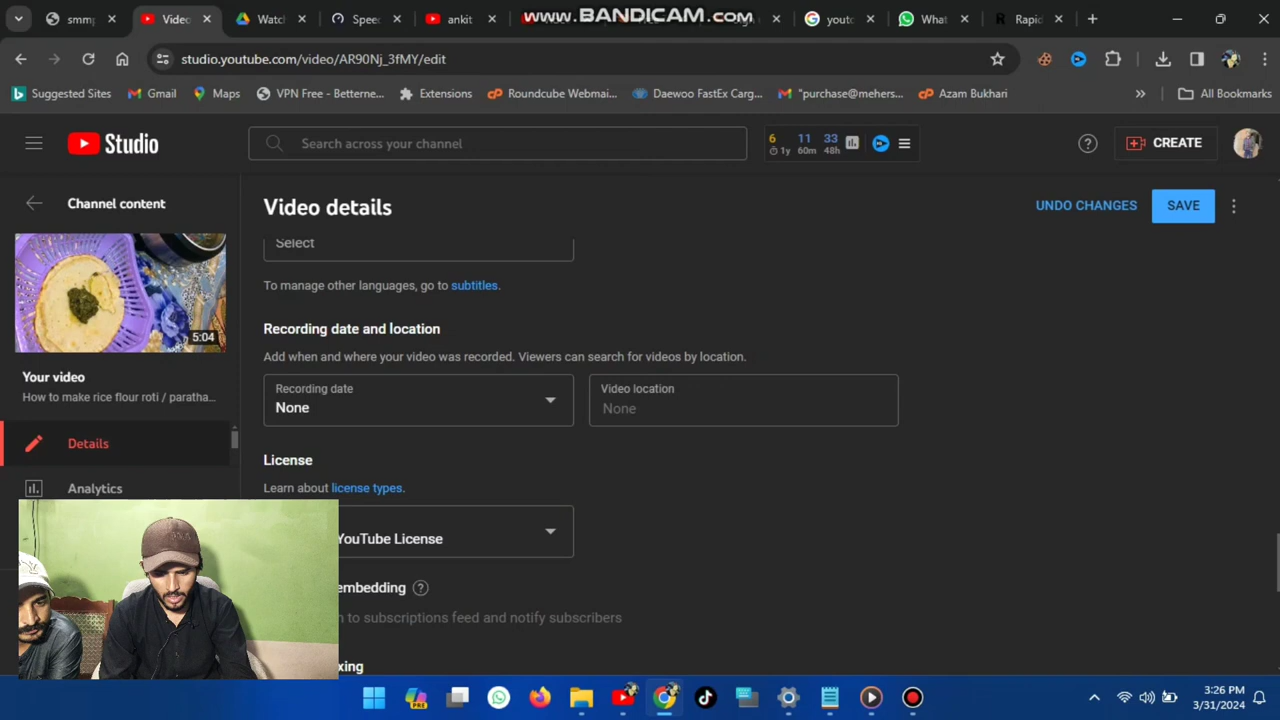 smmp
Video
Watch
Speed
ankit
www.BANDICAM.com
youtu
What
Rapid
studio.youtube.com/video/AR90Nj_3fMY/edit
Suggested Sites
Gmail
Maps
VPN Free - Betterne...
Extensions
Roundcube Webmai...
Daewoo FastEx Carg...
"purchase@mehers...
Azam Bukhari
All Bookmarks
Studio
Search across your channel
6 11 33
1y 60m 48h
CREATE
Channel content
Video details
UNDO CHANGES
SAVE
Select
To manage other languages, go to subtitles.
5:04
Recording date and location
Add when and where your video was recorded. Viewers can search for videos by location.
Your video
How to make rice flour roti / paratha...
Recording date
None
Video location
None
Details
License
Learn about license types.
Analytics
YouTube License
embedding
to subscriptions feed and notify subscribers
xing
PRE
3:26 PM
3/31/2024